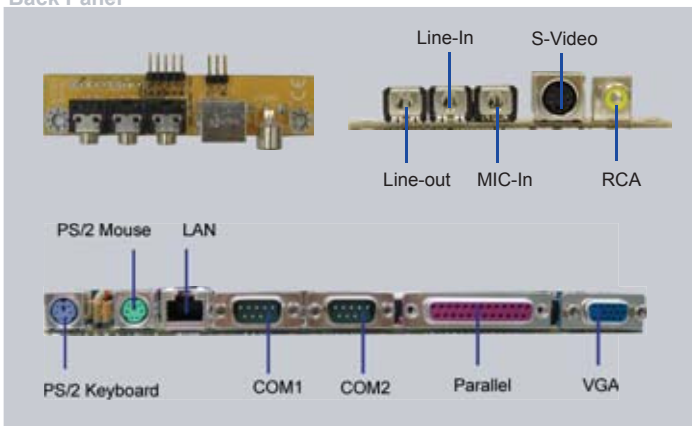 Back Panel
Line-In
S-Video
Line-out
MIC-In
RCA
PS/2 Mouse
LAN
PS/2 Keyboard
COM1
COM2
Parallel
VGA